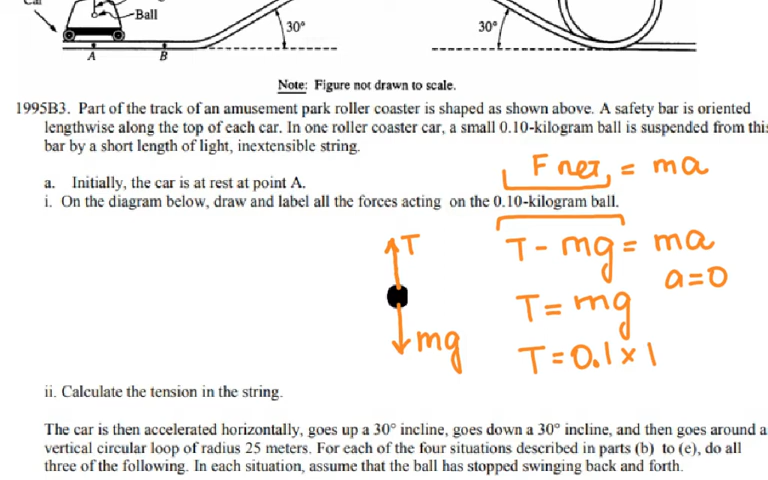 Ball
30°
30°
A
B
Note: Figure not drawn to scale.
1995B3. Part of the track of an amusement park roller coaster is shaped as shown above. A safety bar is oriented
lengthwise along the top of each car. In one roller coaster car, a small 0.10-kilogram ball is suspended from this
bar by a short length of light, inextensible string.
F net, = ma
a. Initially, the car is at rest at point A.
i. On the diagram below, draw and label all the forces acting on the 0.10-kilogram ball.
T
T - mg = ma
a=0
T= mg
mg
T=0.1×1
ii. Calculate the tension in the string.
The car is then accelerated horizontally, goes up a 30° incline, goes down a 30° incline, and then goes around a
vertical circular loop of radius 25 meters. For each of the four situations described in parts (b) to (e), do all
three of the following. In each situation, assume that the ball has stopped swinging back and forth.